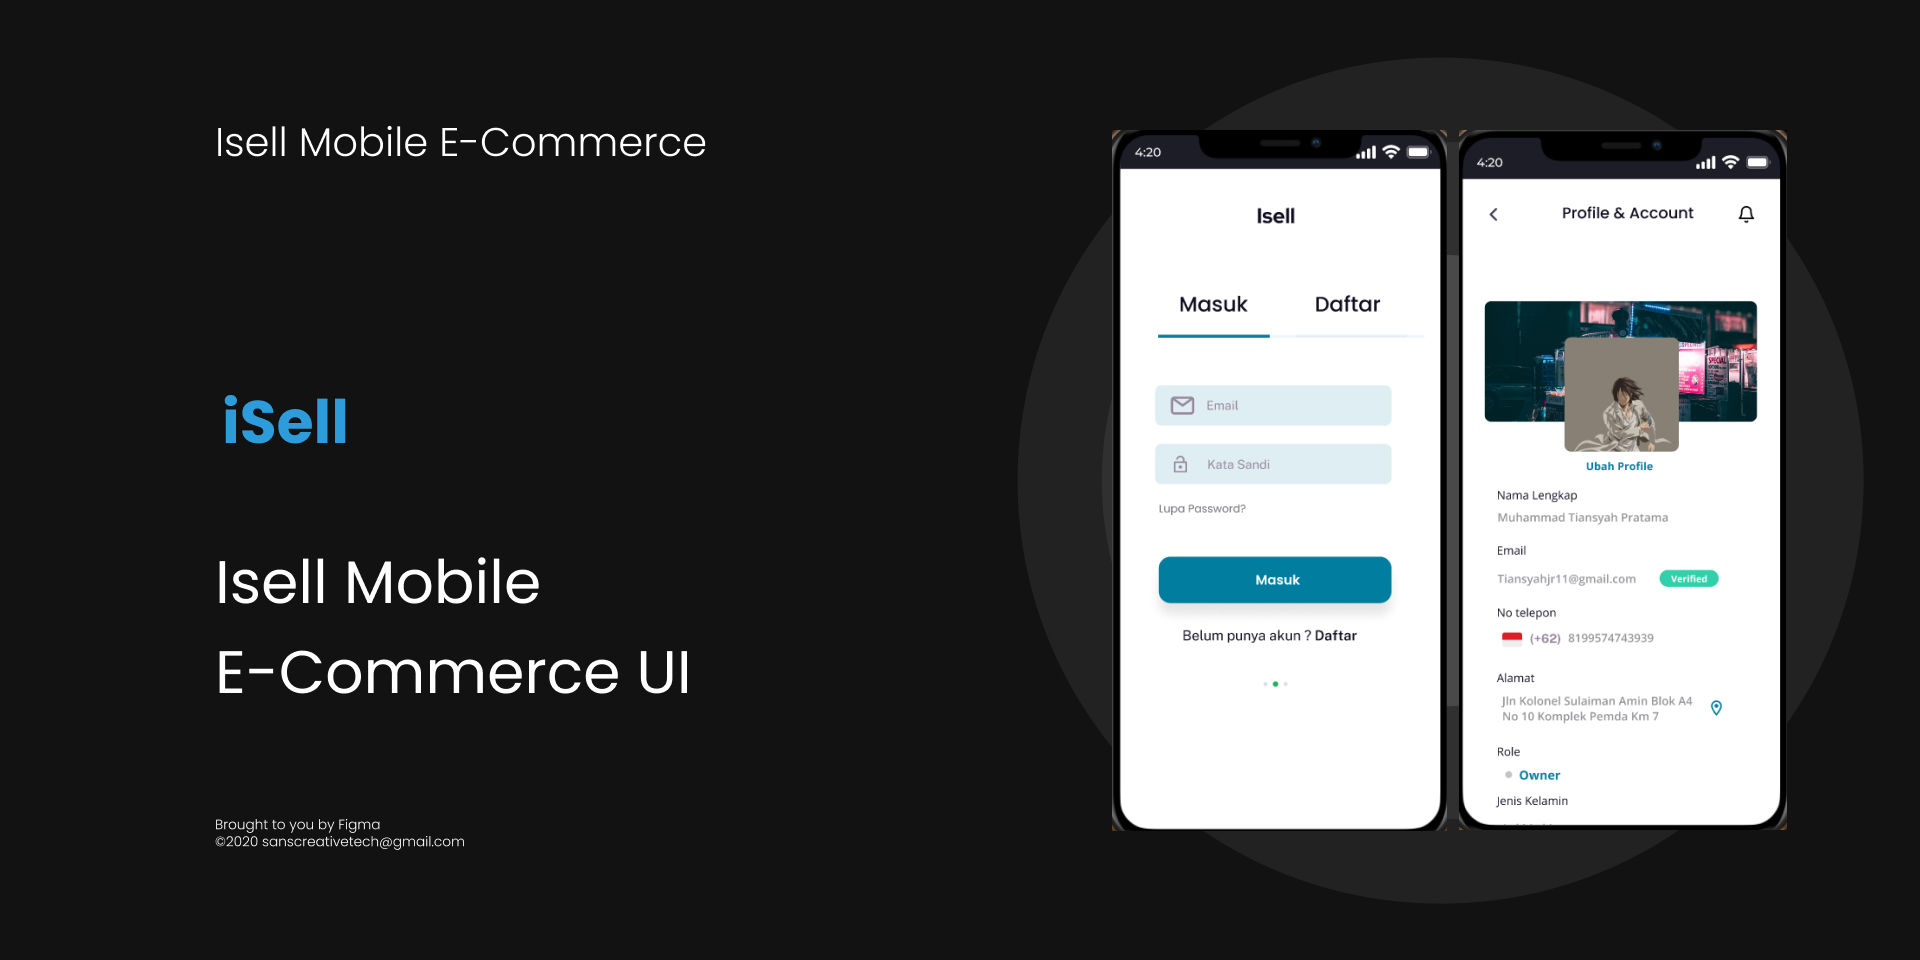 Isell Mobile E-Commerce
iSell
Isell Mobile
E-Commerce UI
Brought to you by Figma
©2020 sanscreativetech@gmail.com
4:20
Isell
Masuk
Daftar
Email
Kata Sandi
Lupa Password?
Masuk
Belum punya akun ? Daftar
4:20
Profile & Account
SPECIAL
Ubah Profile
Nama Lengkap
Muhammad Tiansyah Pratama
Email
Tiansyahjr11@gmail.com Verified
No telepon
(+62) 8199574743939
Alamat
Jln Kolonel Sulaiman Amin Blok A4
No 10 Komplek Pemda Km 7
Role
Owner
Jenis Kelamin